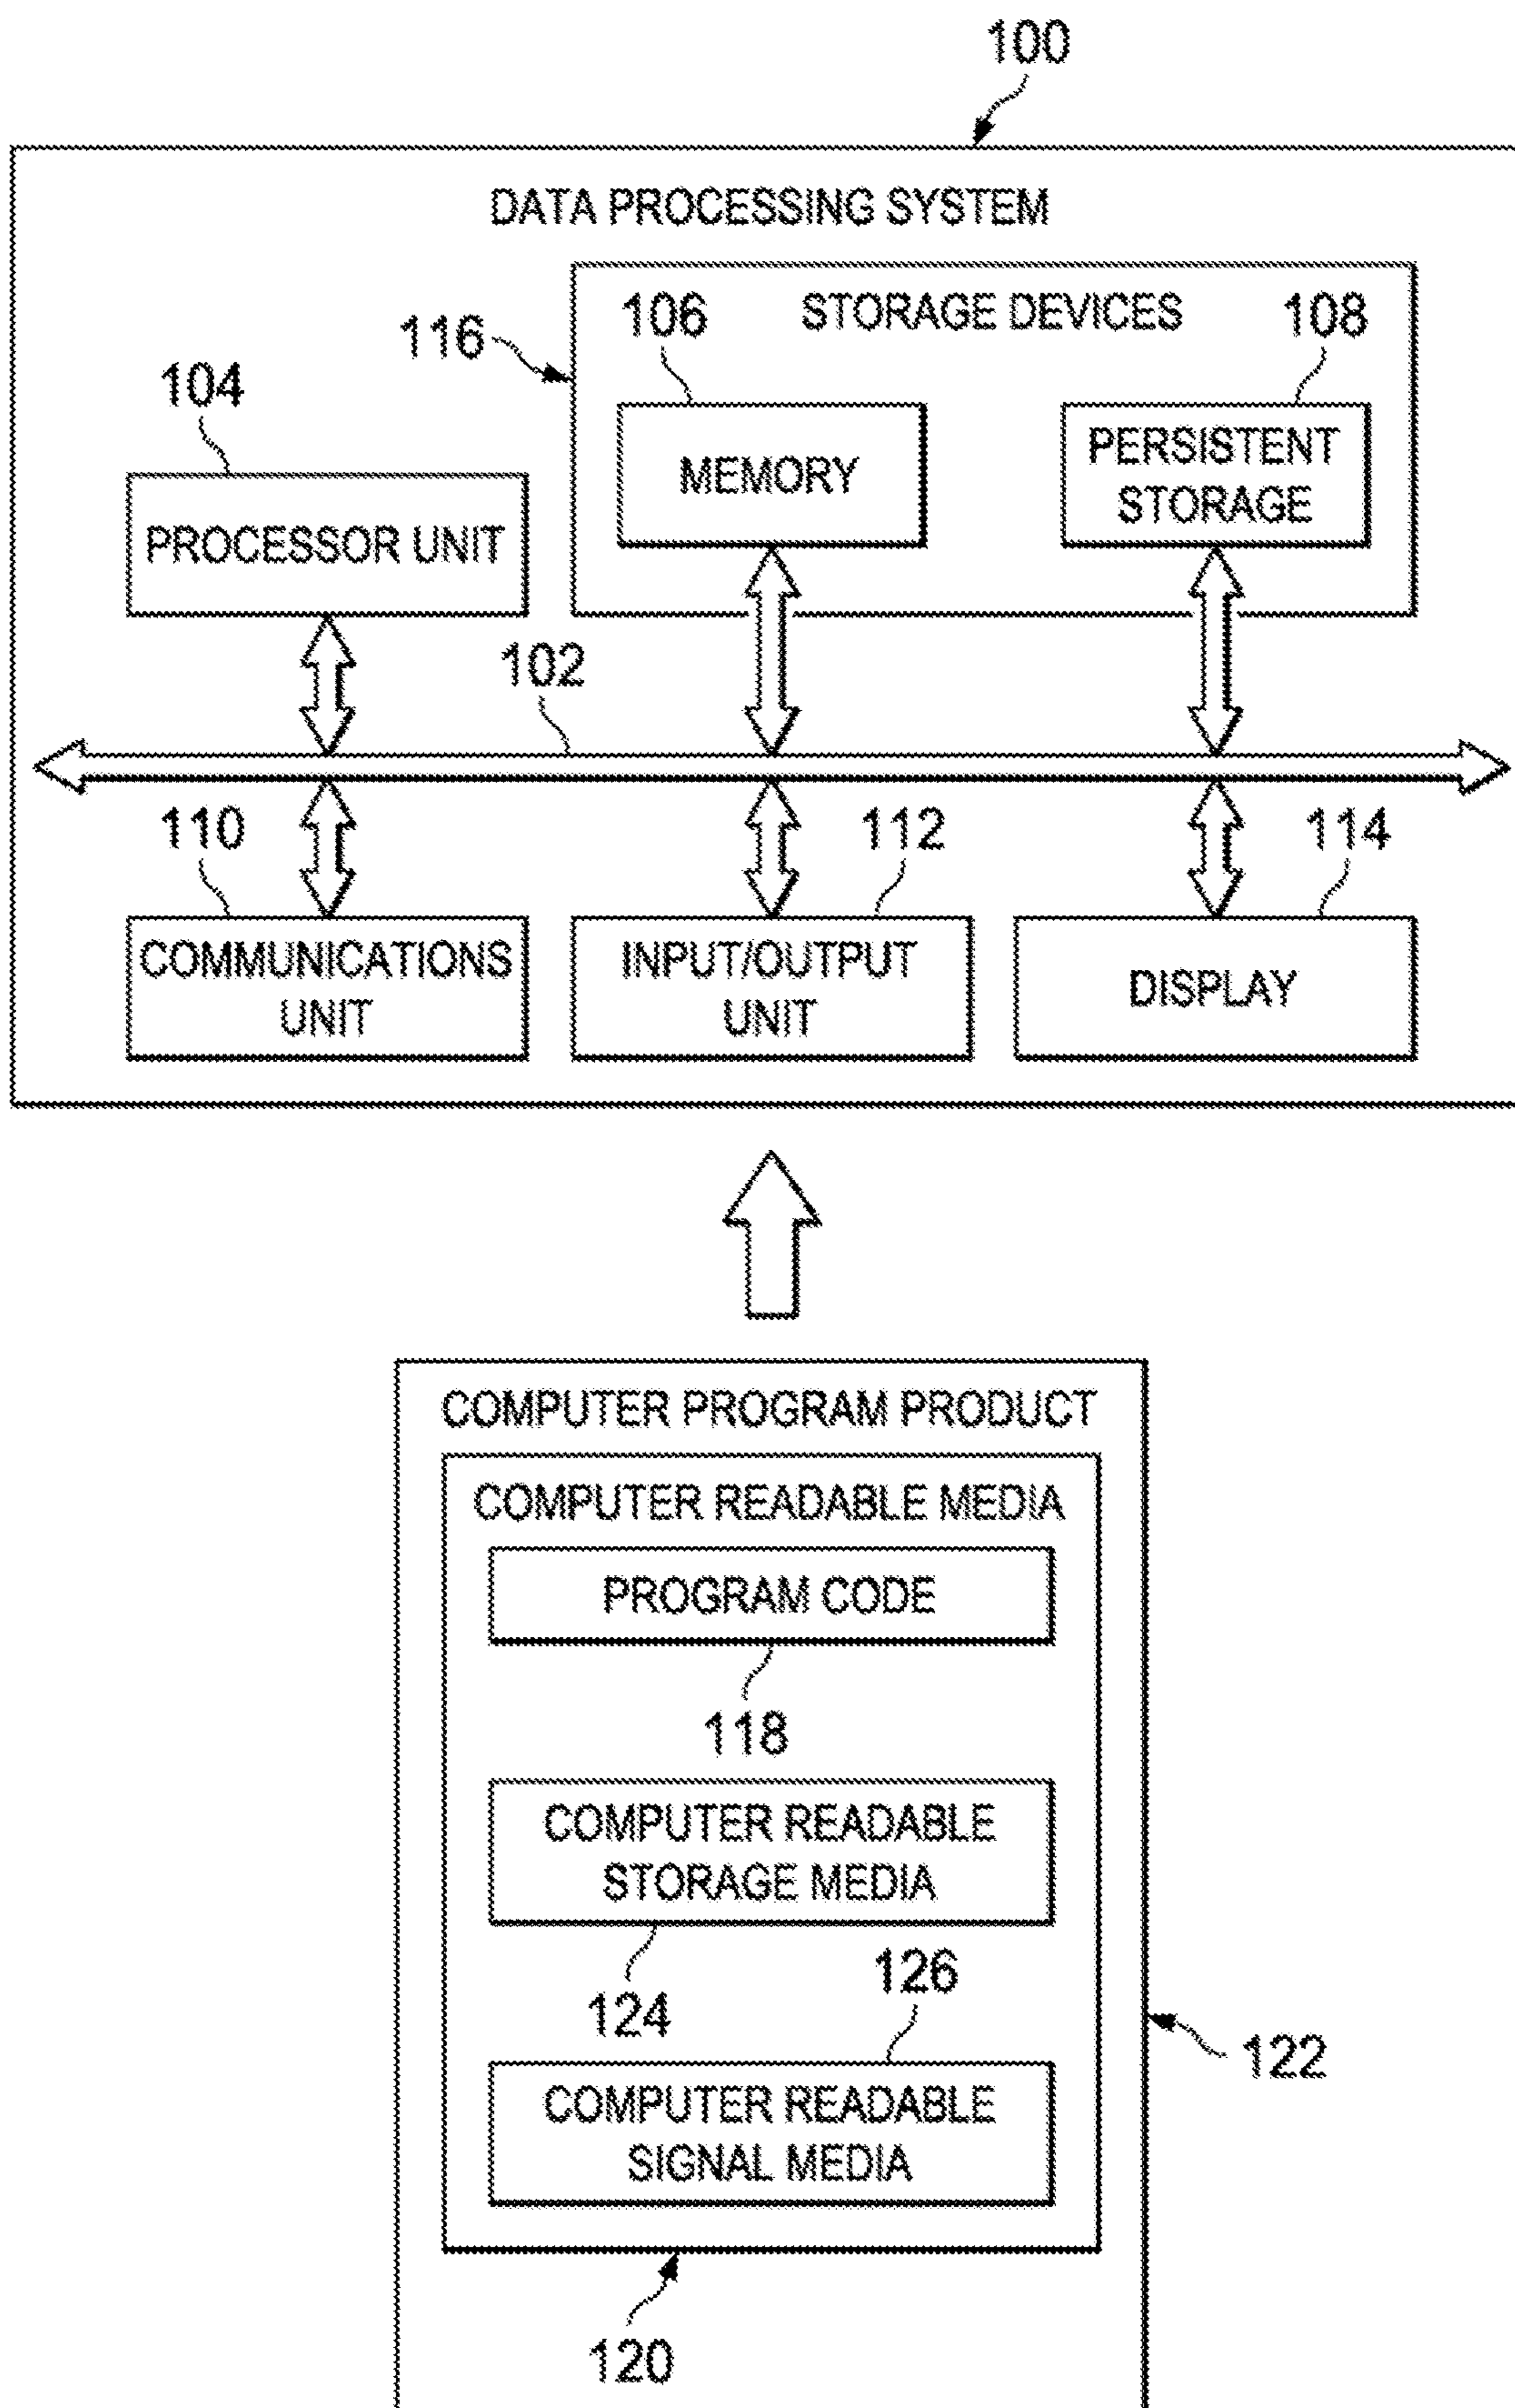 100
DATA PROCESSING SYSTEM
116
106
STORAGE DEVICES
108
104
MEMORY
PERSISTENT
STORAGE
PROCESSOR UNIT
102
110
112
114
COMMUNICATIONS
UNIT
INPUT/OUTPUT
UNIT
DISPLAY
COMPUTER PROGRAM PRODUCT
COMPUTER READABLE MEDIA
PROGRAM CODE
118
COMPUTER READABLE
STORAGE MEDIA
124
126
COMPUTER READABLE
SIGNAL MEDIA
122
120